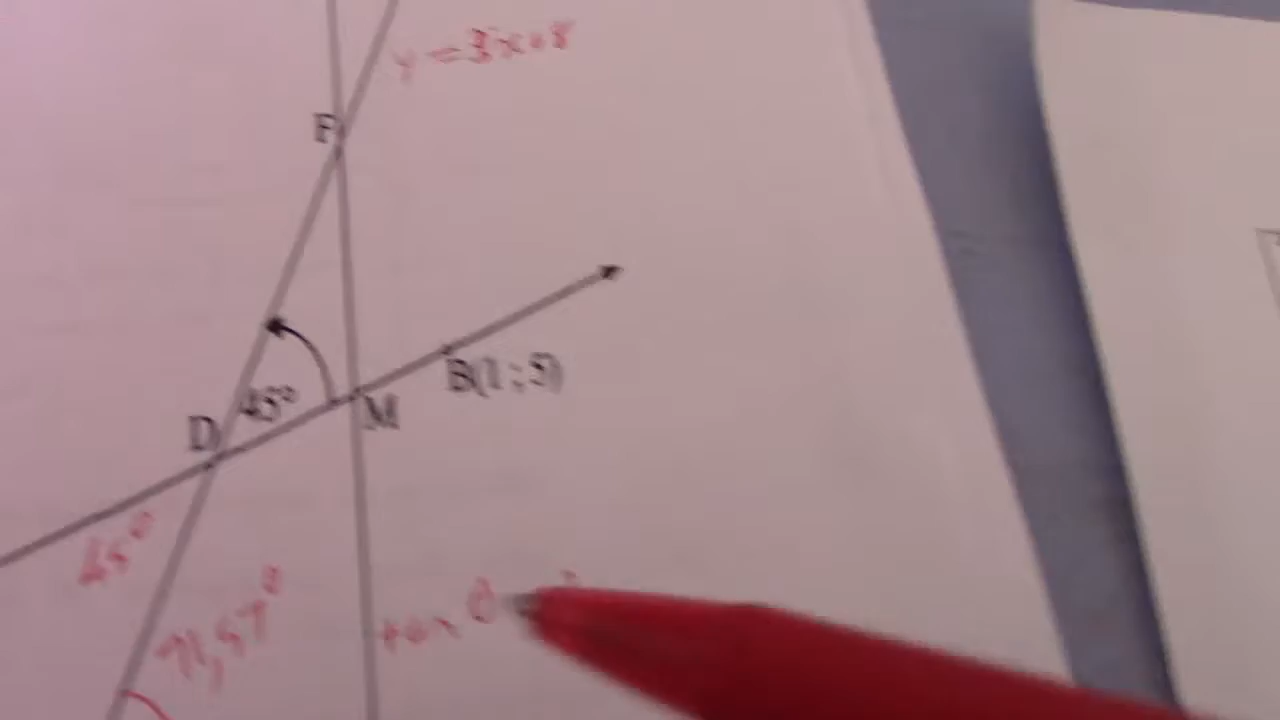 y = 3x+8
F
B(1 ; 5)
45°
M
D
45°
71,57°
tan θ